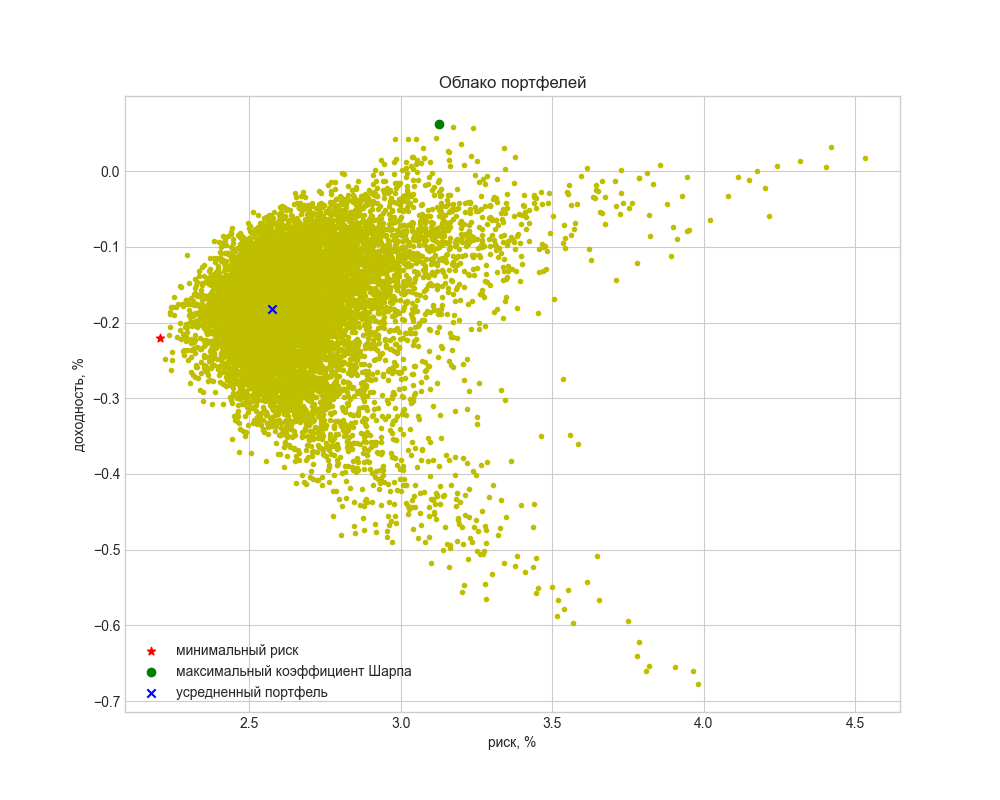 Облако портфелей
0.0
−0.1
−0.2
−0.3
−0.4
−0.5
−0.6
−0.7
доходность, %
минимальный риск
максимальный коэффициент Шарпа
усредненный портфель
2.5 3.0 3.5 4.0 4.5
риск, %